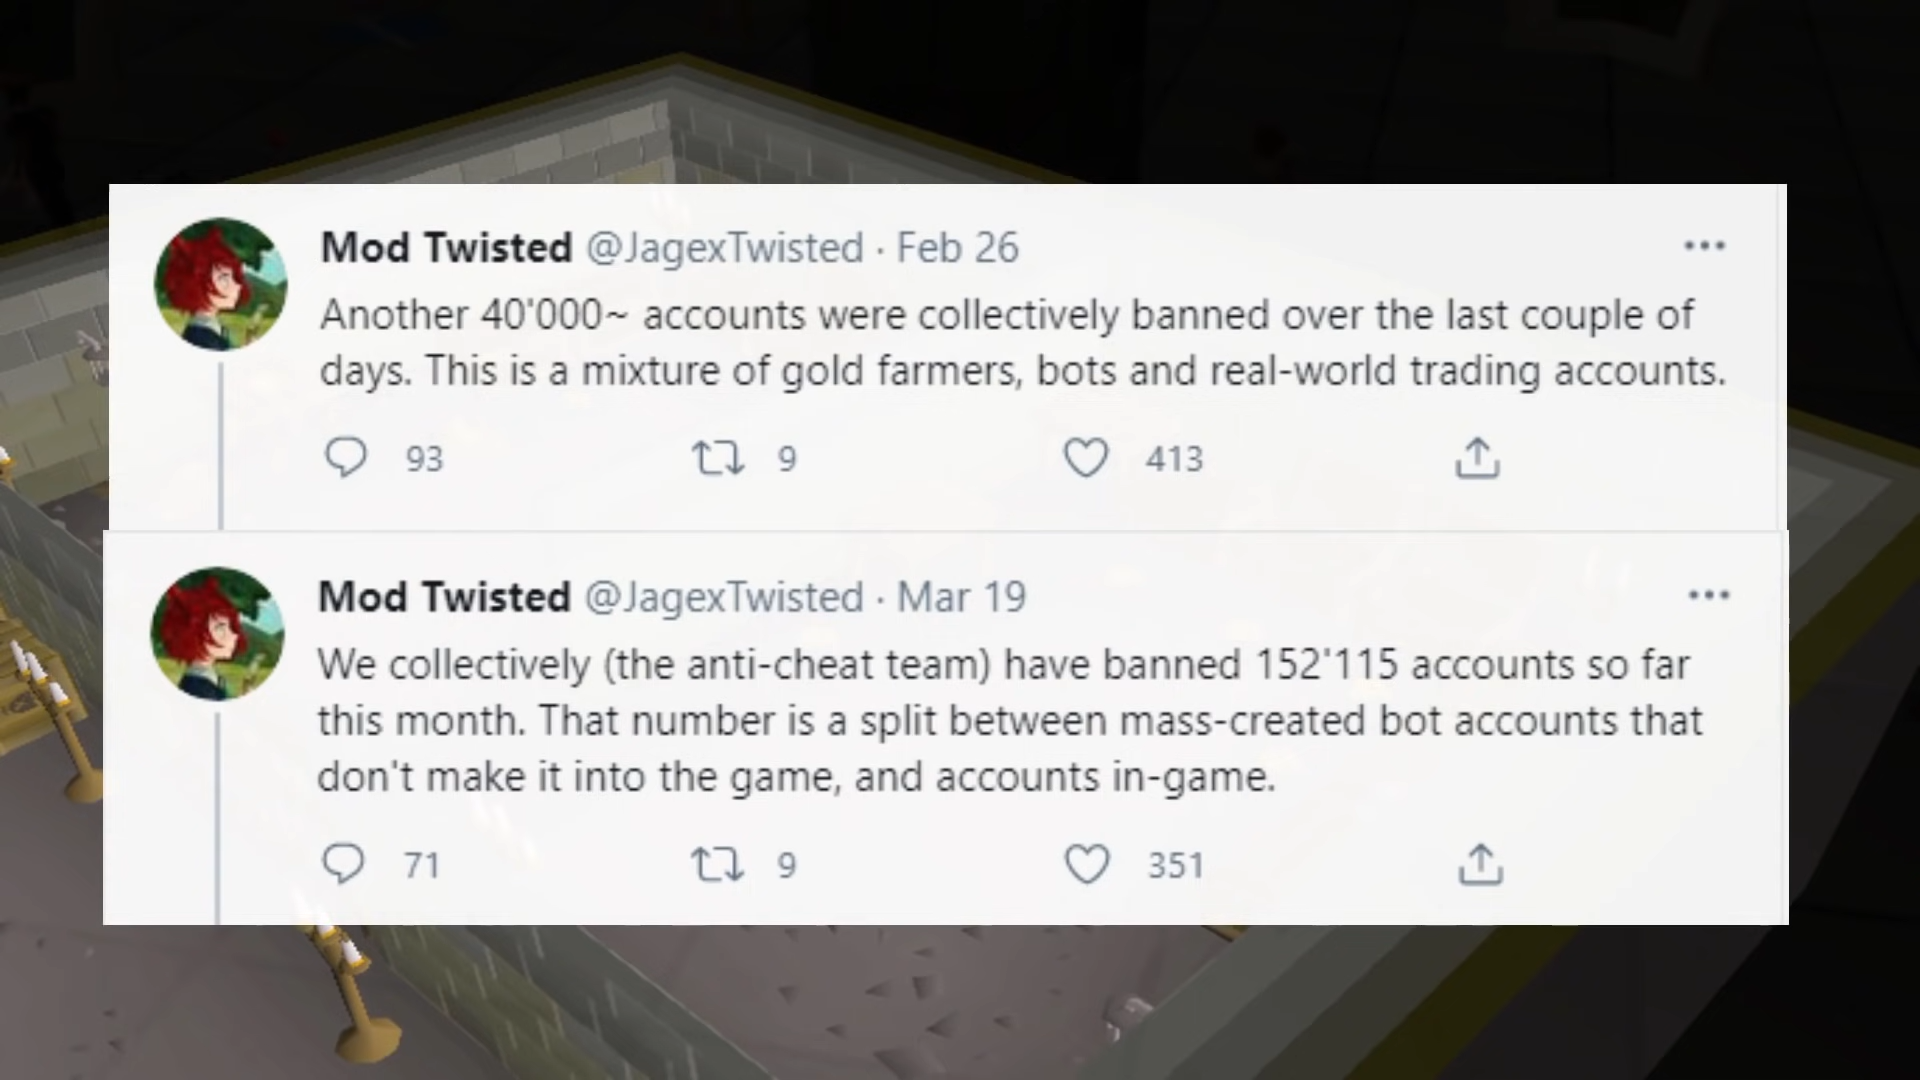 Mod Twisted @JagexTwisted · Feb 26
Another 40'000~ accounts were collectively banned over the last couple of
days. This is a mixture of gold farmers, bots and real-world trading accounts.
93 9 413
Mod Twisted @JagexTwisted · Mar 19
We collectively (the anti-cheat team) have banned 152'115 accounts so far
this month. That number is a split between mass-created bot accounts that
don't make it into the game, and accounts in-game.
71 9 351